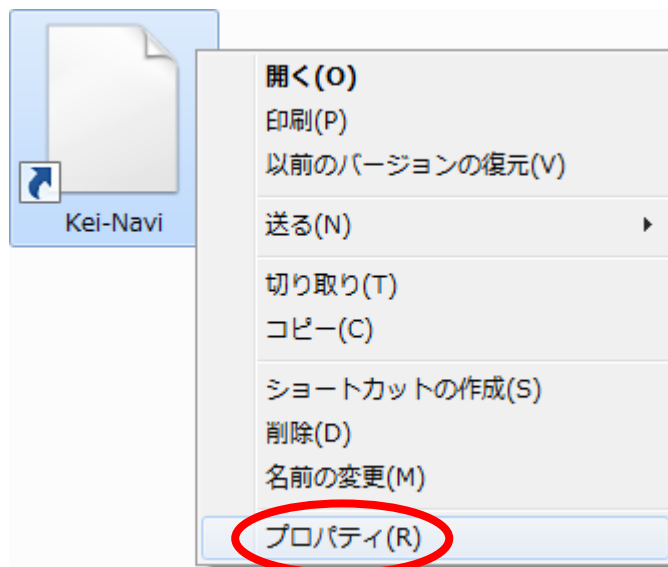 Kei-Navi
開く(O)
印刷(P)
以前のバージョンの復元(V)
送る(N)
切り取り(T)
コピー(C)
ショートカットの作成(S)
削除(D)
名前の変更(M)
プロパティ(R)